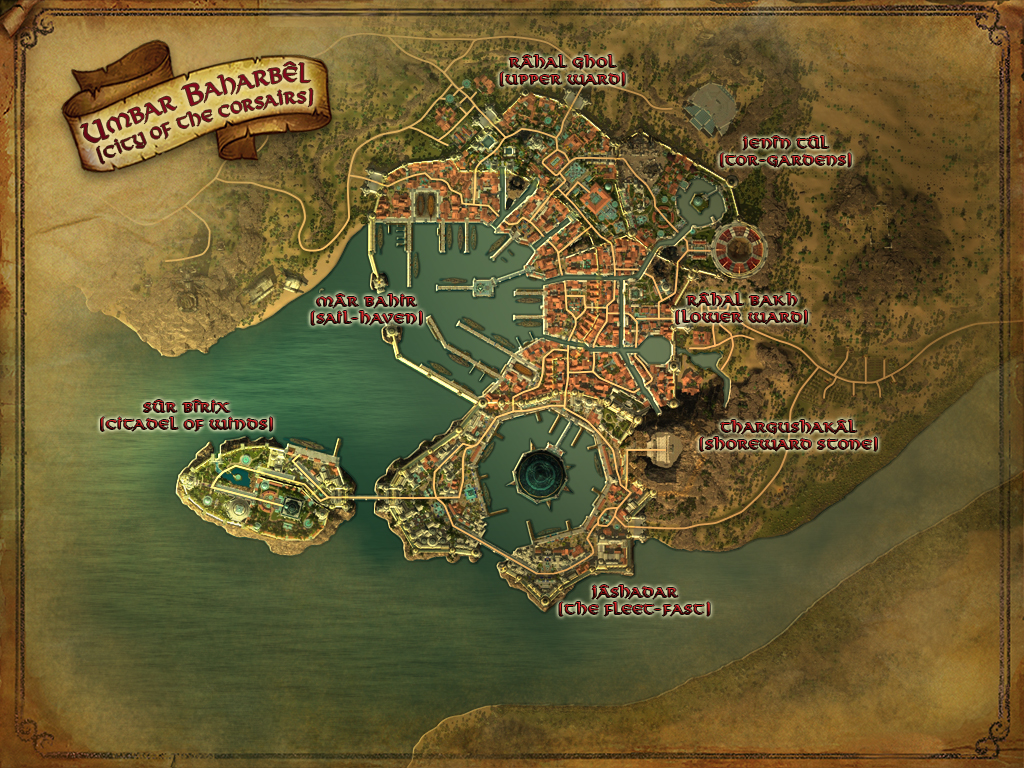 Umbar Baharbêl
(City of the Corsairs)
Râhal Ghol
(Upper Ward)
Jenîn Tûl
(Tor-Gardens)
Mâr Bahir
(Sail-Haven)
Râhal Bakh
(Lower Ward)
Sûr Bîrix
(Citadel of Winds)
Thargushakâl
(Shoreward Stone)
Jâshadar
(The Fleet-Fast)